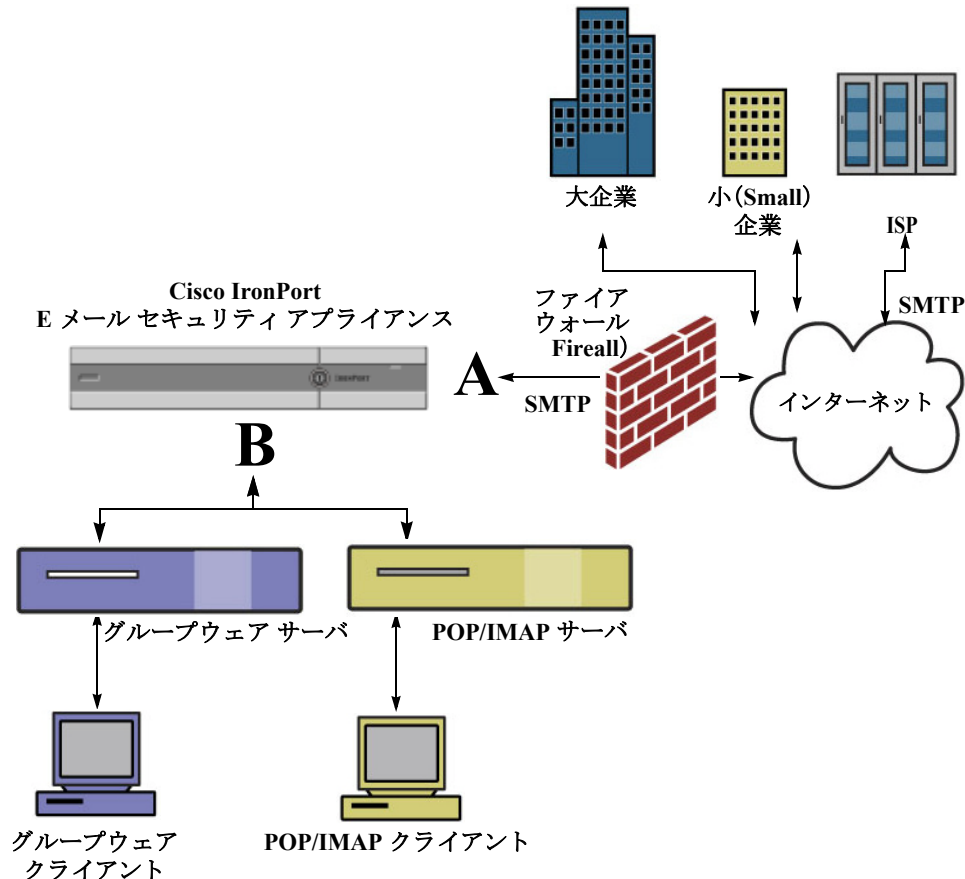 大企業
小（Small）
企業
ISP
Cisco IronPort
E メール セキュリティ アプライアンス
ファイア
ウォール
Fireall）
SMTP
A
SMTP
インターネット
IRONPORT
B
グループウェア サーバ
POP/IMAP サーバ
グループウェア
クライアント
POP/IMAP クライアント